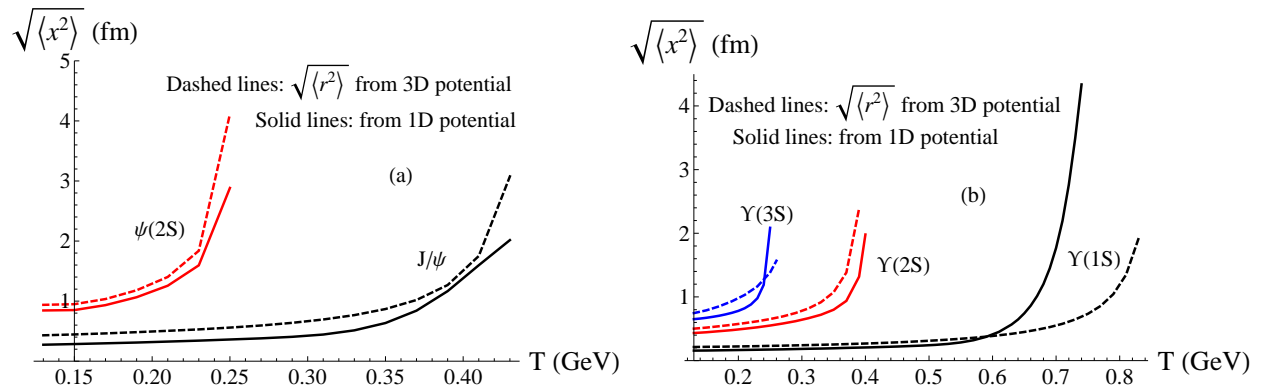 √⟨x²⟩ (fm)
5
Dashed lines: √⟨r²⟩ from 3D potential
Solid lines: from 1D potential
4
3
(a)
ψ(2S)
2
J/ψ
1
0.15 0.20 0.25 0.30 0.35 0.40
T (GeV)
√⟨x²⟩ (fm)
4
Dashed lines: √⟨r²⟩ from 3D potential
Solid lines: from 1D potential
3
(b)
ϒ(3S)
2
ϒ(2S)
ϒ(1S)
1
0.2 0.3 0.4 0.5 0.6 0.7 0.8
T (GeV)